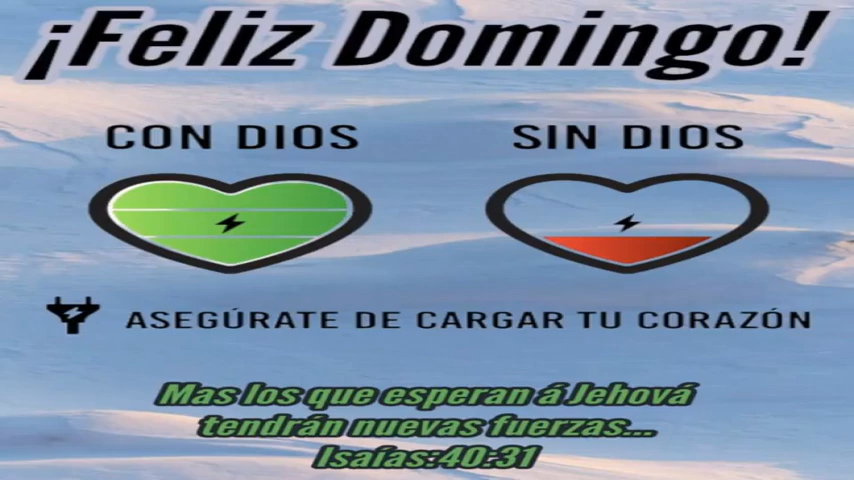 ¡Feliz Domingo!
CON DIOS
SIN DIOS
ASEGÚRATE DE CARGAR TU CORAZÓN
Mas los que esperan á Jehová
tendrán nuevas fuerzas...
Isaías:40:31